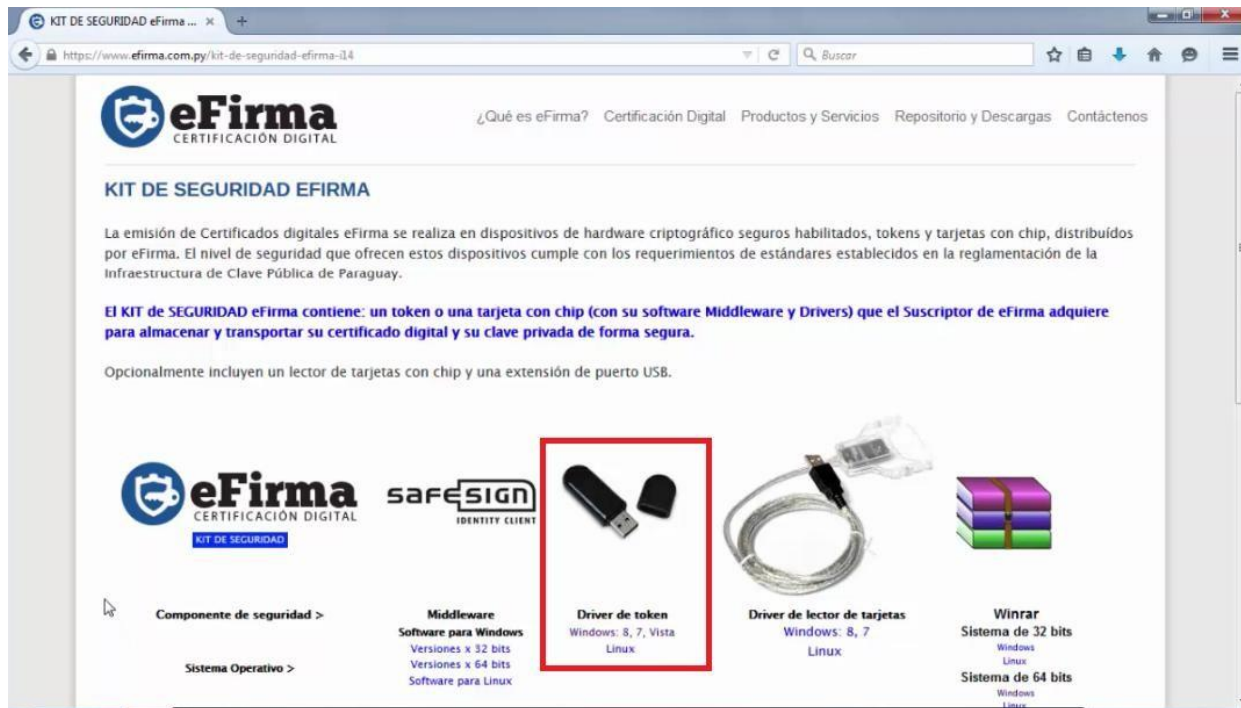 KIT DE SEGURIDAD eFirma ...
https://www.efirma.com.py/kit-de-seguridad-efirma-i14
Buscar
eFirma
CERTIFICACIÓN DIGITAL
¿Qué es eFirma? Certificación Digital Productos y Servicios Repositorio y Descargas Contáctenos
KIT DE SEGURIDAD EFIRMA
La emisión de Certificados digitales eFirma se realiza en dispositivos de hardware criptográfico seguros habilitados, tokens y tarjetas con chip, distribuídos
por eFirma. El nivel de seguridad que ofrecen estos dispositivos cumple con los requerimientos de estándares establecidos en la reglamentación de la
Infraestructura de Clave Pública de Paraguay.
El KIT de SEGURIDAD eFirma contiene: un token o una tarjeta con chip (con su software Middleware y Drivers) que el Suscriptor de eFirma adquiere
para almacenar y transportar su certificado digital y su clave privada de forma segura.
Opcionalmente incluyen un lector de tarjetas con chip y una extensión de puerto USB.
eFirma
CERTIFICACIÓN DIGITAL
KIT DE SEGURIDAD
safesign
IDENTITY CLIENT
Componente de seguridad >
Sistema Operativo >
Middleware
Software para Windows
Versiones x 32 bits
Versiones x 64 bits
Software para Linux
Driver de token
Windows: 8, 7, Vista
Linux
Driver de lector de tarjetas
Windows: 8, 7
Linux
Winrar
Sistema de 32 bits
Windows
Linux
Sistema de 64 bits
Windows
Linux